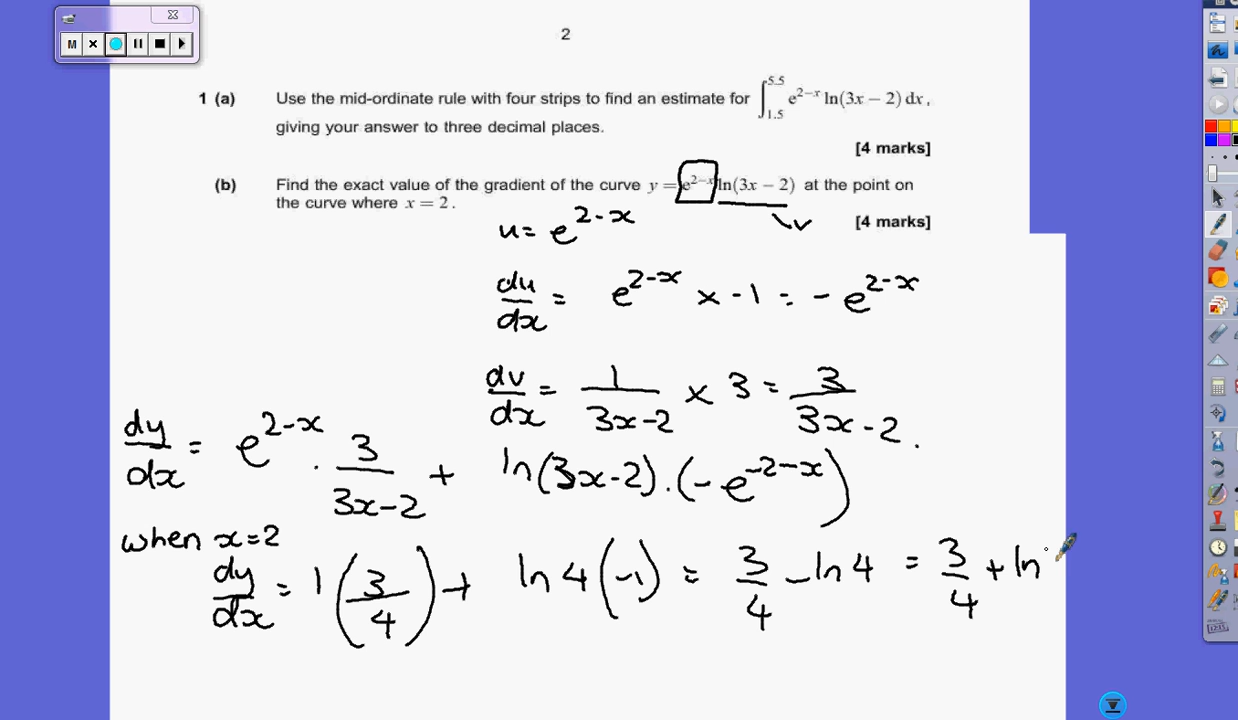 M
2
1 (a) Use the mid-ordinate rule with four strips to find an estimate for ∫₁.₅^5.5 e^(2−x) ln(3x − 2) dx,
giving your answer to three decimal places.
[4 marks]
(b) Find the exact value of the gradient of the curve y = e^(2−x) ln(3x − 2) at the point on
the curve where x = 2.
[4 marks]
v
u = e^(2-x)
du/dx = e^(2-x) x -1 = - e^(2-x)
dv/dx = 1/(3x-2) x 3 = 3/(3x-2).
dy/dx = e^(2-x) . 3/(3x-2) + ln(3x-2).(-e^(-2-x))
when x=2
dy/dx = 1(3/4) + ln 4(-1) = 3/4 - ln 4 = 3/4 + ln